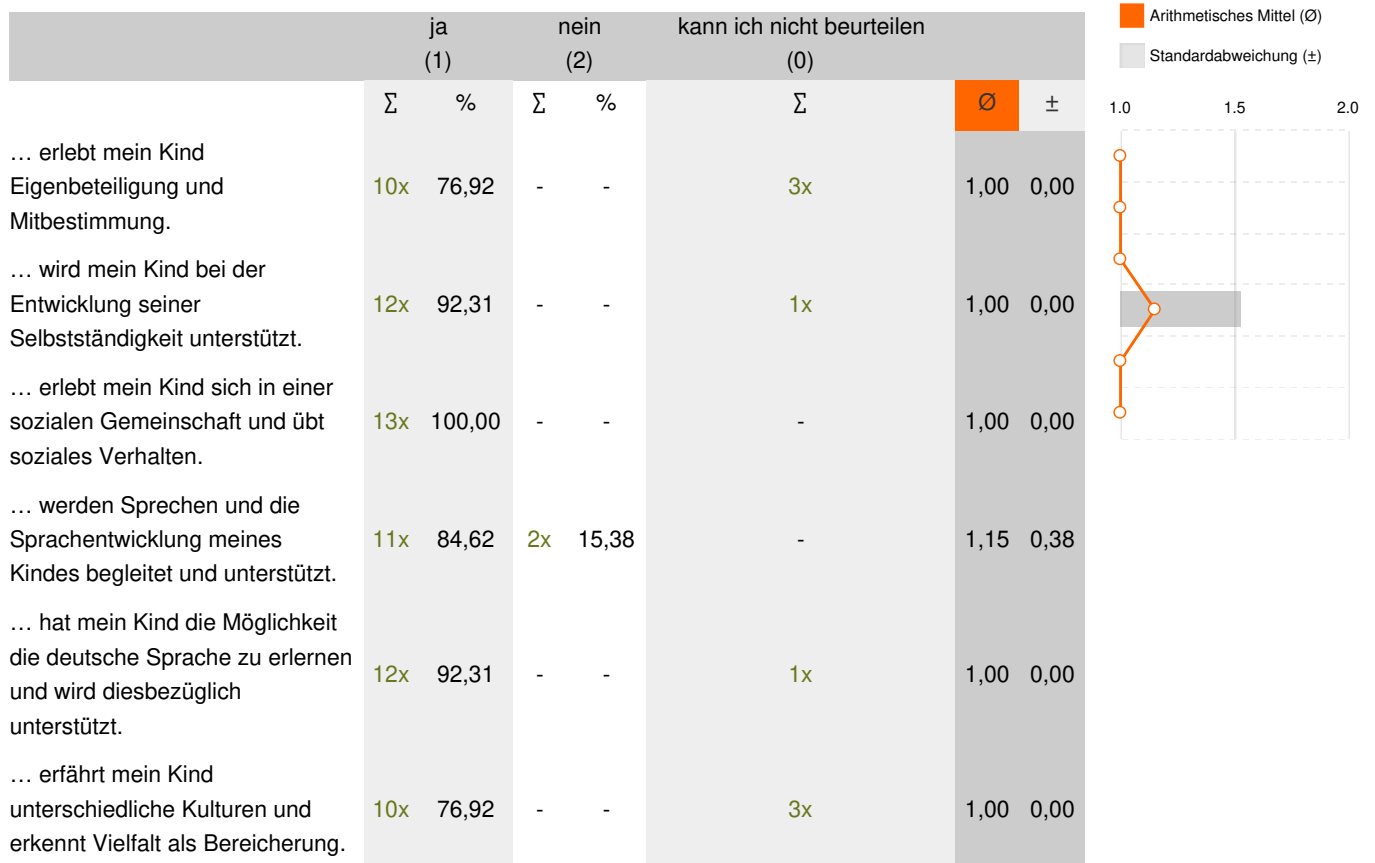 ja nein kann ich nicht beurteilen
(1) (2) (0)
Σ % Σ % Σ Ø ±
… erlebt mein Kind
Eigenbeteiligung und
Mitbestimmung.
10x 76,92 - - 3x 1,00 0,00
… wird mein Kind bei der
Entwicklung seiner
Selbstständigkeit unterstützt.
12x 92,31 - - 1x 1,00 0,00
… erlebt mein Kind sich in einer
sozialen Gemeinschaft und übt
soziales Verhalten.
13x 100,00 - - - 1,00 0,00
… werden Sprechen und die
Sprachentwicklung meines
Kindes begleitet und unterstützt.
11x 84,62 2x 15,38 - 1,15 0,38
… hat mein Kind die Möglichkeit
die deutsche Sprache zu erlernen
und wird diesbezüglich
unterstützt.
12x 92,31 - - 1x 1,00 0,00
… erfährt mein Kind
unterschiedliche Kulturen und
erkennt Vielfalt als Bereicherung.
10x 76,92 - - 3x 1,00 0,00
Arithmetisches Mittel (Ø)
Standardabweichung (±)
1.0 1.5 2.0